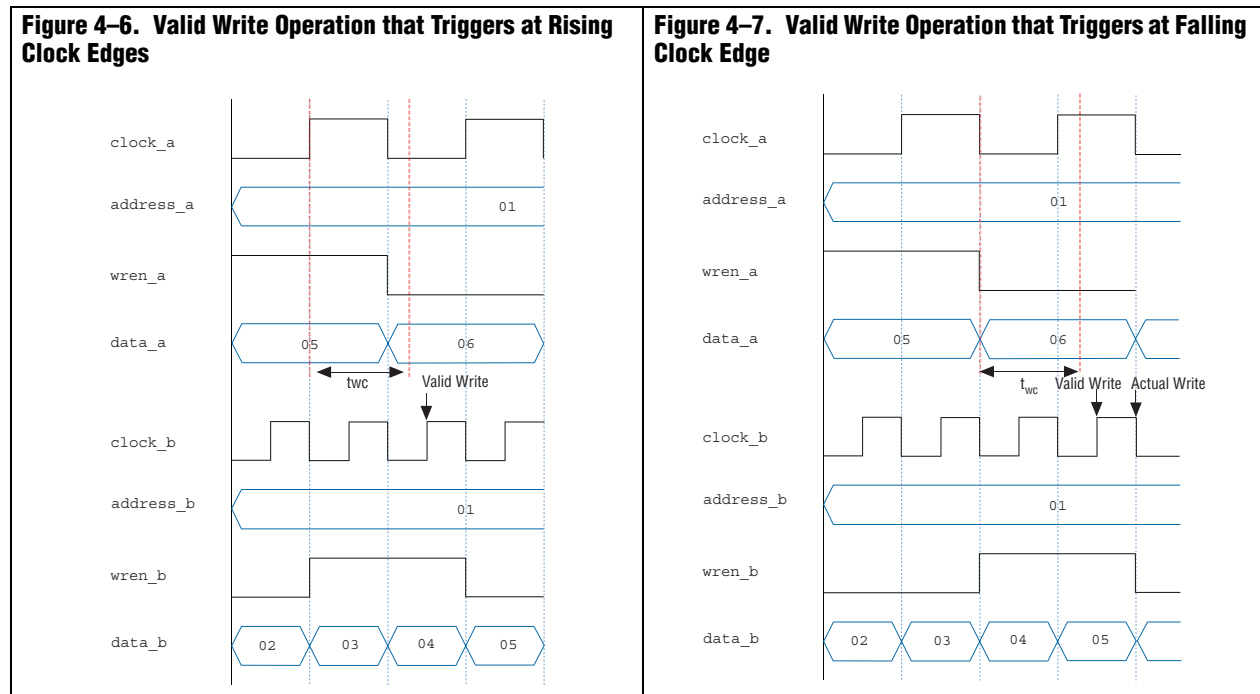 Figure 4–6. Valid Write Operation that Triggers at Rising
Clock Edges
clock_a
address_a
01
wren_a
data_a
05
06
twc
Valid Write
clock_b
address_b
01
wren_b
data_b
02
03
04
05
Figure 4–7. Valid Write Operation that Triggers at Falling
Clock Edge
clock_a
address_a
01
wren_a
data_a
05
06
twc
Valid Write
Actual Write
clock_b
address_b
01
wren_b
data_b
02
03
04
05